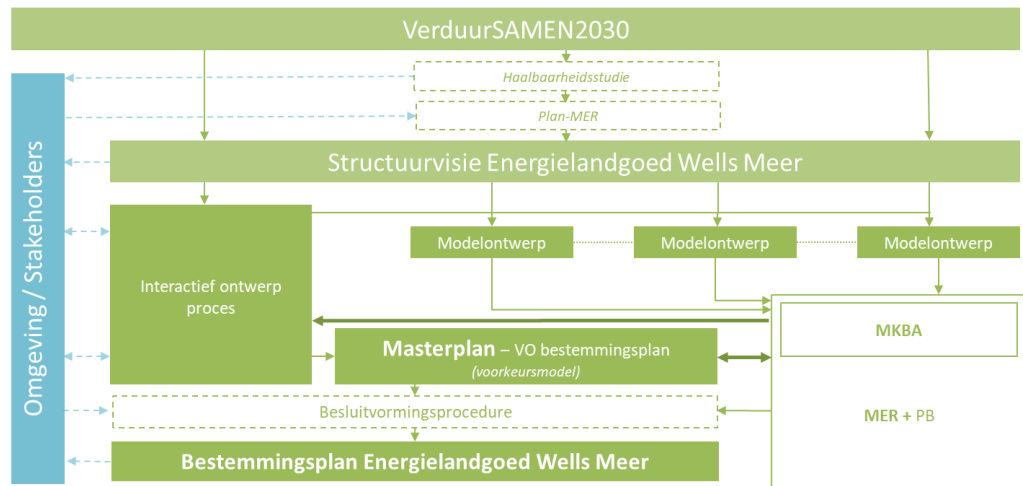 VerduurSAMEN2030
Haalbaarheidsstudie
Plan-MER
Omgeving / Stakeholders
Structuurvisie Energielandgoed Wells Meer
Modelontwerp
Modelontwerp
Modelontwerp
Interactief ontwerp
proces
MKBA
Masterplan – VO bestemmingsplan
(voorkeursmodel)
Besluitvormingsprocedure
MER + PB
Bestemmingsplan Energielandgoed Wells Meer